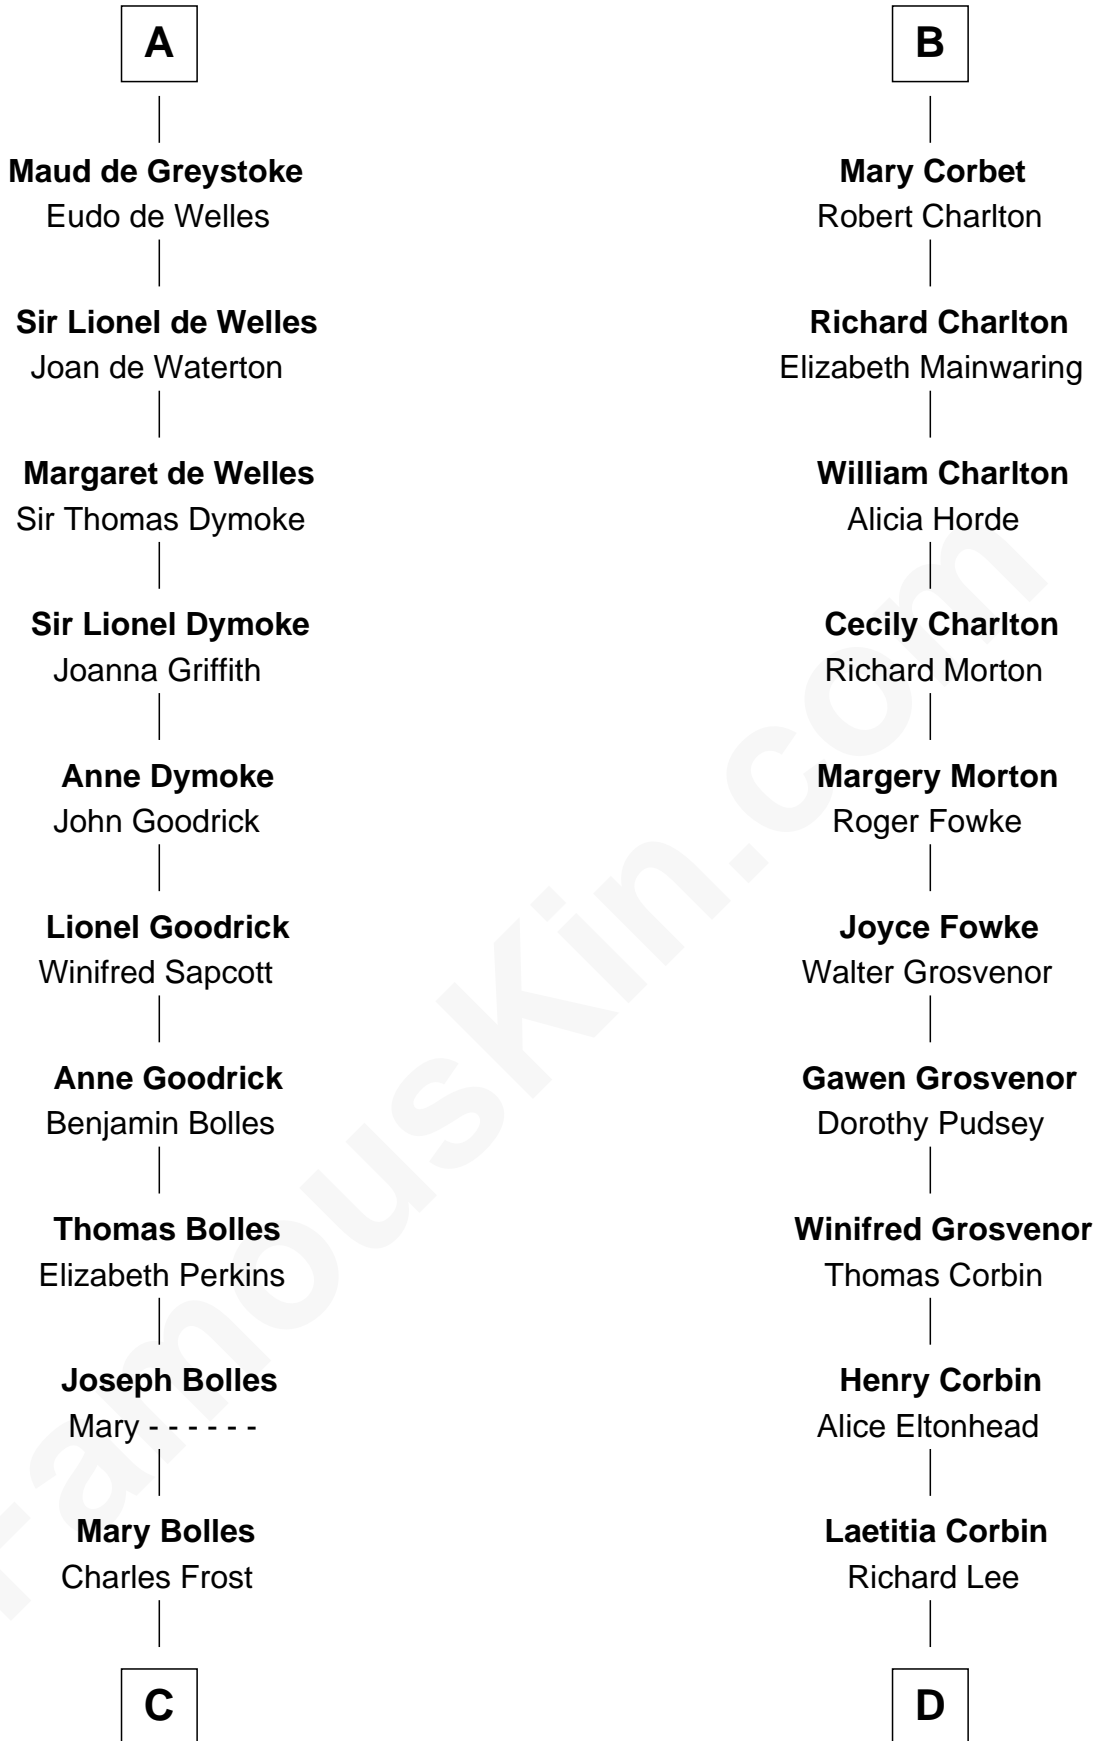 A
Maud de Greystoke
Eudo de Welles
Sir Lionel de Welles
Joan de Waterton
Margaret de Welles
Sir Thomas Dymoke
Sir Lionel Dymoke
Joanna Griffith
Anne Dymoke
John Goodrick
Lionel Goodrick
Winifred Sapcott
Anne Goodrick
Benjamin Bolles
Thomas Bolles
Elizabeth Perkins
Joseph Bolles
Mary - - - - - -
Mary Bolles
Charles Frost
C
B
Mary Corbet
Robert Charlton
Richard Charlton
Elizabeth Mainwaring
William Charlton
Alicia Horde
Cecily Charlton
Richard Morton
Margery Morton
Roger Fowke
Joyce Fowke
Walter Grosvenor
Gawen Grosvenor
Dorothy Pudsey
Winifred Grosvenor
Thomas Corbin
Henry Corbin
Alice Eltonhead
Laetitia Corbin
Richard Lee
D
FamousKin.com